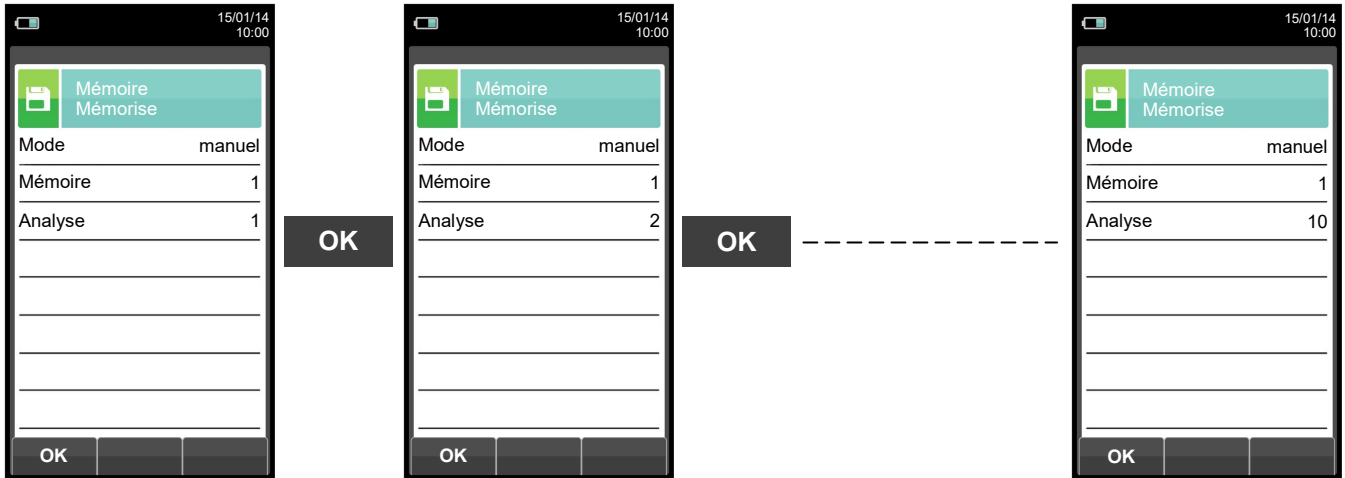 15/01/14
10:00
Mémoire
Mémorise
Mode manuel
Mémoire 1
Analyse 1
OK
OK
15/01/14
10:00
Mémoire
Mémorise
Mode manuel
Mémoire 1
Analyse 2
OK
OK
15/01/14
10:00
Mémoire
Mémorise
Mode manuel
Mémoire 1
Analyse 10
OK